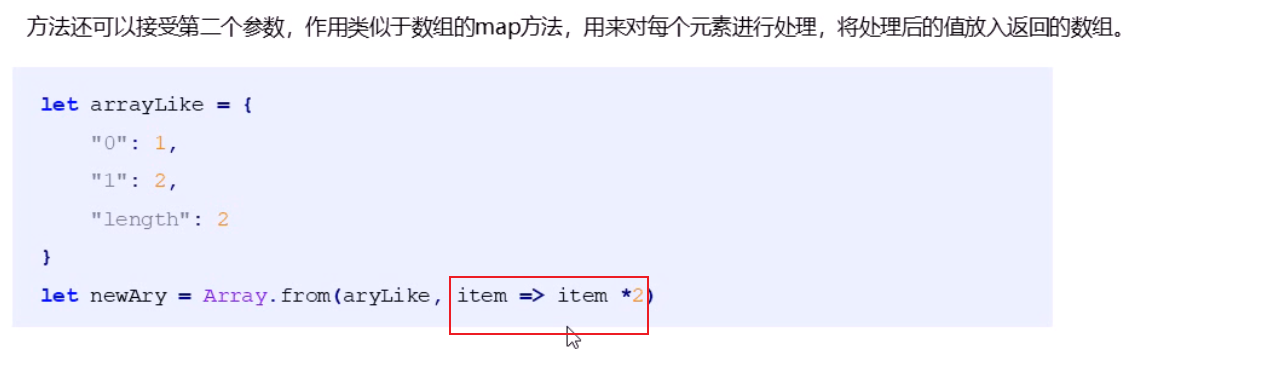 方法还可以接受第二个参数，作用类似于数组的map方法，用来对每个元素进行处理，将处理后的值放入返回的数组。
let arrayLike = {
    "0": 1,
    "1": 2,
    "length": 2
}
let newAry = Array.from(aryLike, item => item *2)